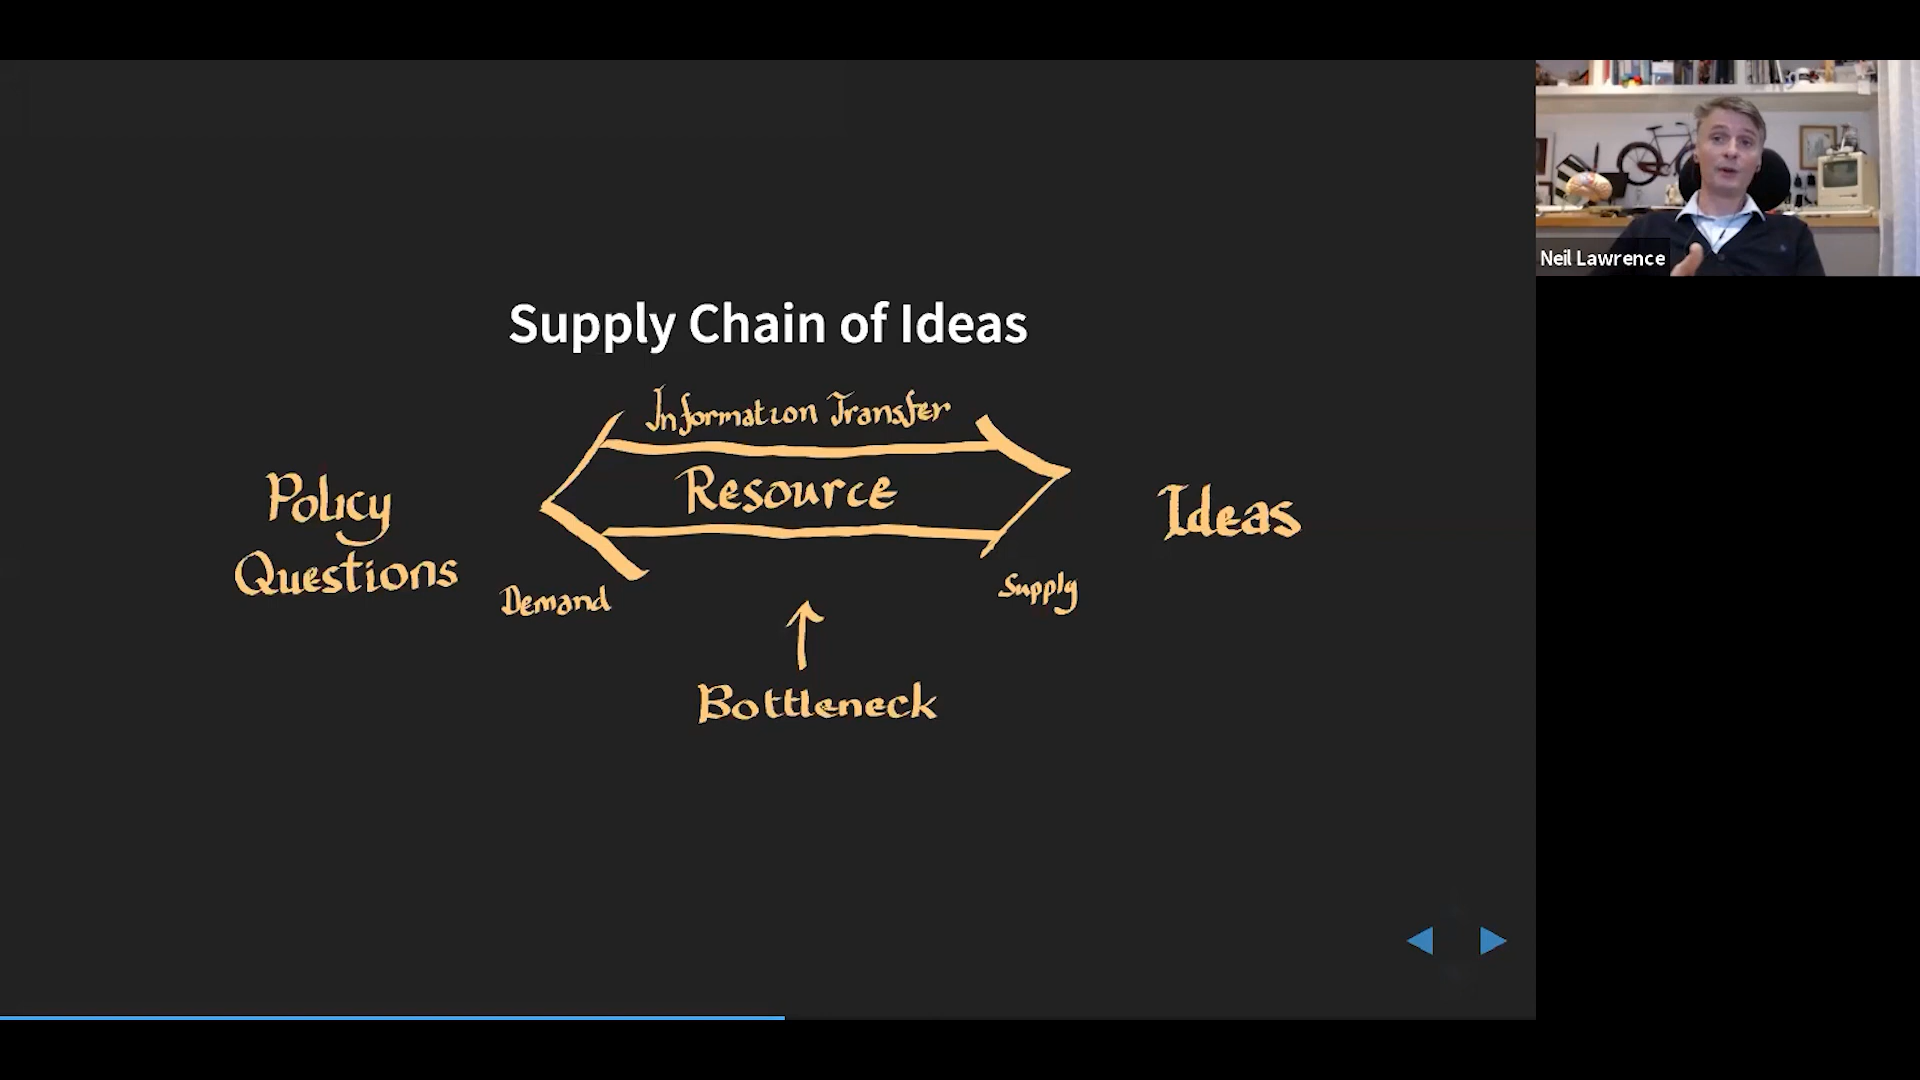 Neil Lawrence
Supply Chain of Ideas
Information Transfer
Resource
Policy
Questions
Ideas
Demand
Supply
Bottleneck